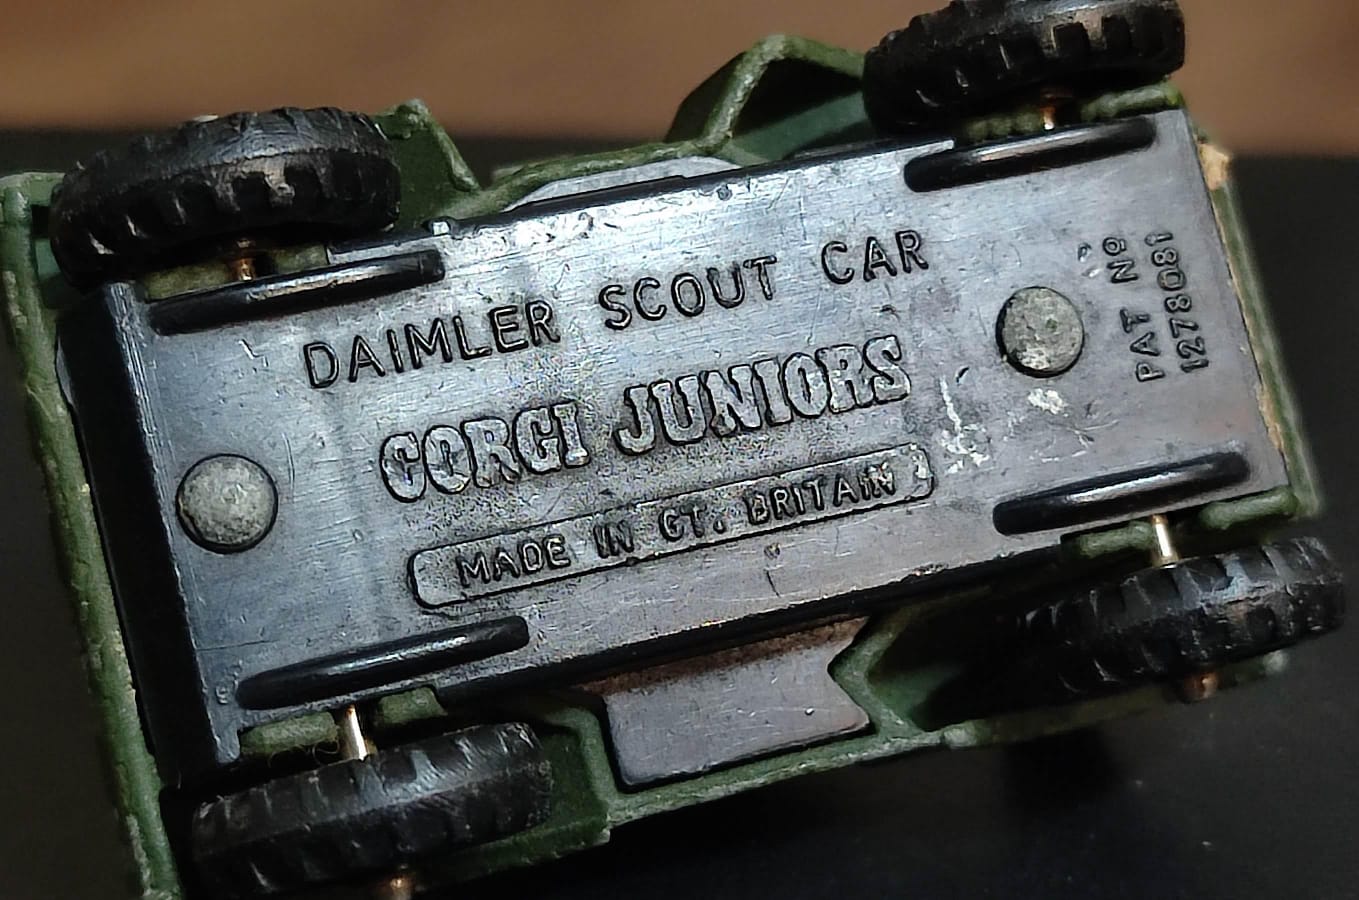 DAIMLER SCOUT CAR
CORGI JUNIORS
MADE IN GT. BRITAIN
PAT Nº
1278081